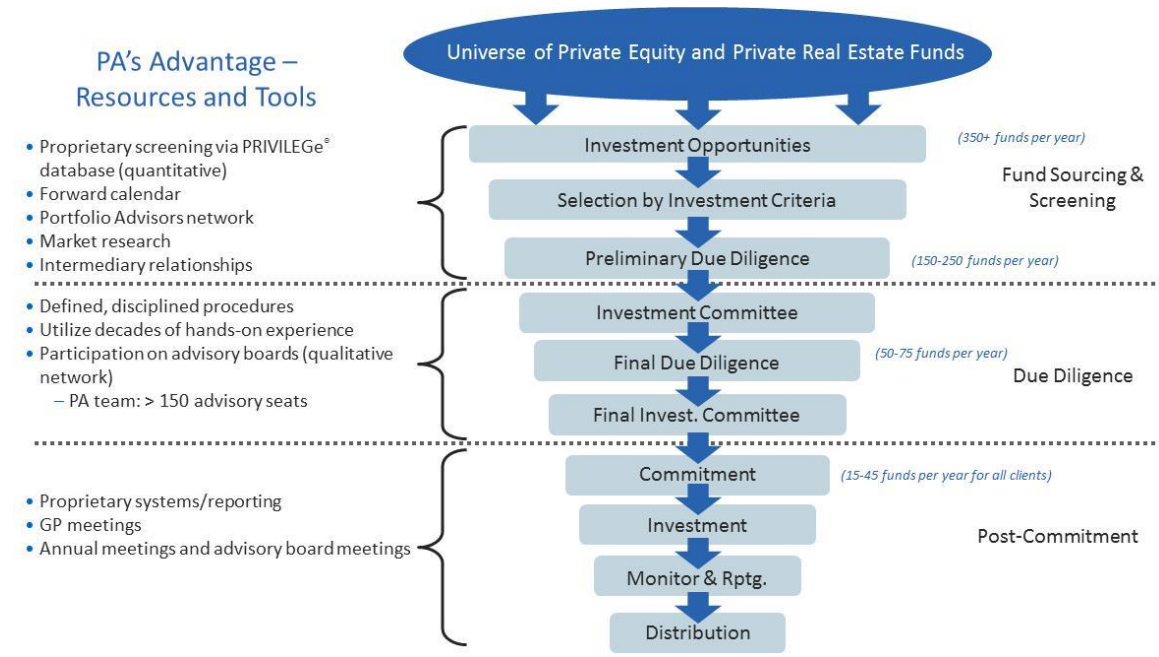 Universe of Private Equity and Private Real Estate Funds
PA's Advantage –
Resources and Tools
• Proprietary screening via PRIVILEGe®
database (quantitative)
• Forward calendar
• Portfolio Advisors network
• Market research
• Intermediary relationships
Investment Opportunities
(350+ funds per year)
Selection by Investment Criteria
Fund Sourcing &
Screening
Preliminary Due Diligence
(150-250 funds per year)
• Defined, disciplined procedures
• Utilize decades of hands-on experience
• Participation on advisory boards (qualitative
network)
– PA team: > 150 advisory seats
Investment Committee
Final Due Diligence
(50-75 funds per year)
Due Diligence
Final Invest. Committee
• Proprietary systems/reporting
• GP meetings
• Annual meetings and advisory board meetings
Commitment
(15-45 funds per year for all clients)
Investment
Post-Commitment
Monitor & Rptg.
Distribution